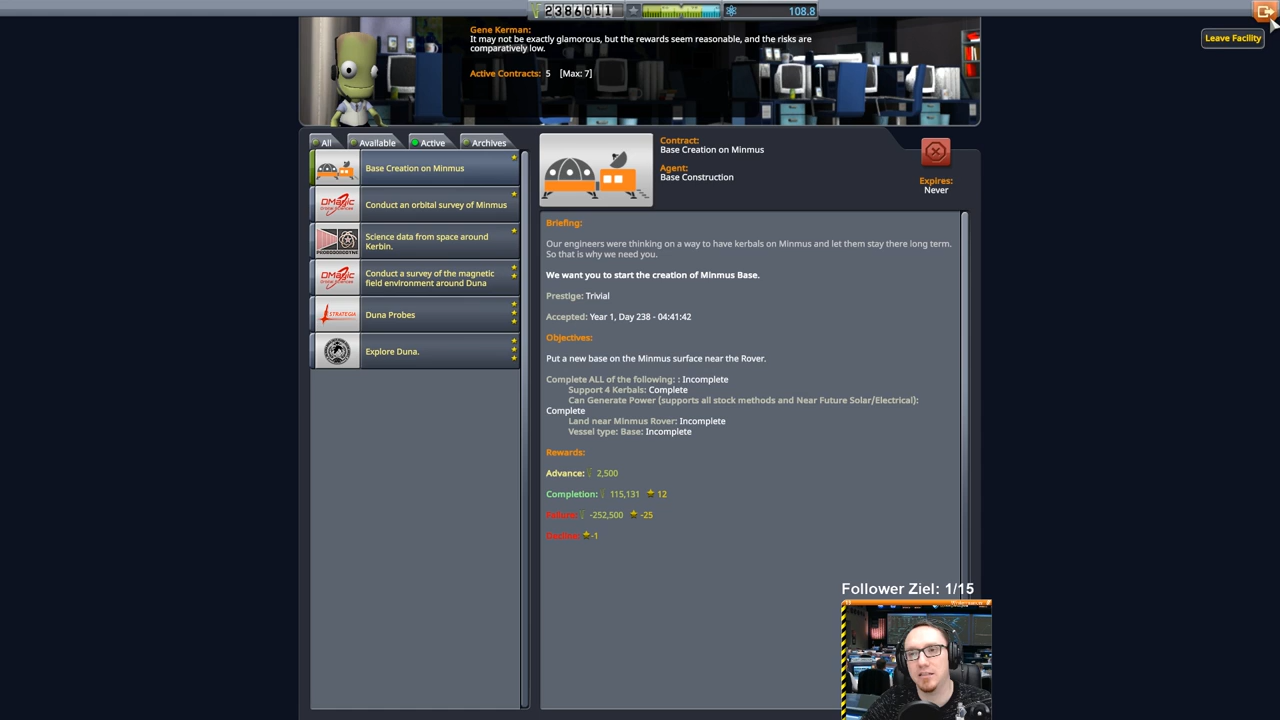 2386011
108.8
Leave Facility
Gene Kerman:
It may not be exactly glamorous, but the rewards seem reasonable, and the risks are
comparatively low.
Active Contracts: 5 [Max: 7]
All
Available
Active
Archives
Base Creation on Minmus
Conduct an orbital survey of Minmus
Science data from space around
Kerbin.
Conduct a survey of the magnetic
field environment around Duna
STRATEGIA
Duna Probes
Explore Duna.
Contract:
Base Creation on Minmus
Agent:
Base Construction
Expires:
Never
Briefing:
Our engineers were thinking on a way to have kerbals on Minmus and let them stay there long term.
So that is why we need you.
We want you to start the creation of Minmus Base.
Prestige: Trivial
Accepted: Year 1, Day 238 - 04:41:42
Objectives:
Put a new base on the Minmus surface near the Rover.
Complete ALL of the following: : Incomplete
Support 4 Kerbals: Complete
Can Generate Power (supports all stock methods and Near Future Solar/Electrical):
Complete
Land near Minmus Rover: Incomplete
Vessel type: Base: Incomplete
Rewards:
Advance: 2,500
Completion: 115,131 12
Failure: -252,500 -25
Decline: -1
Follower Ziel: 1/15